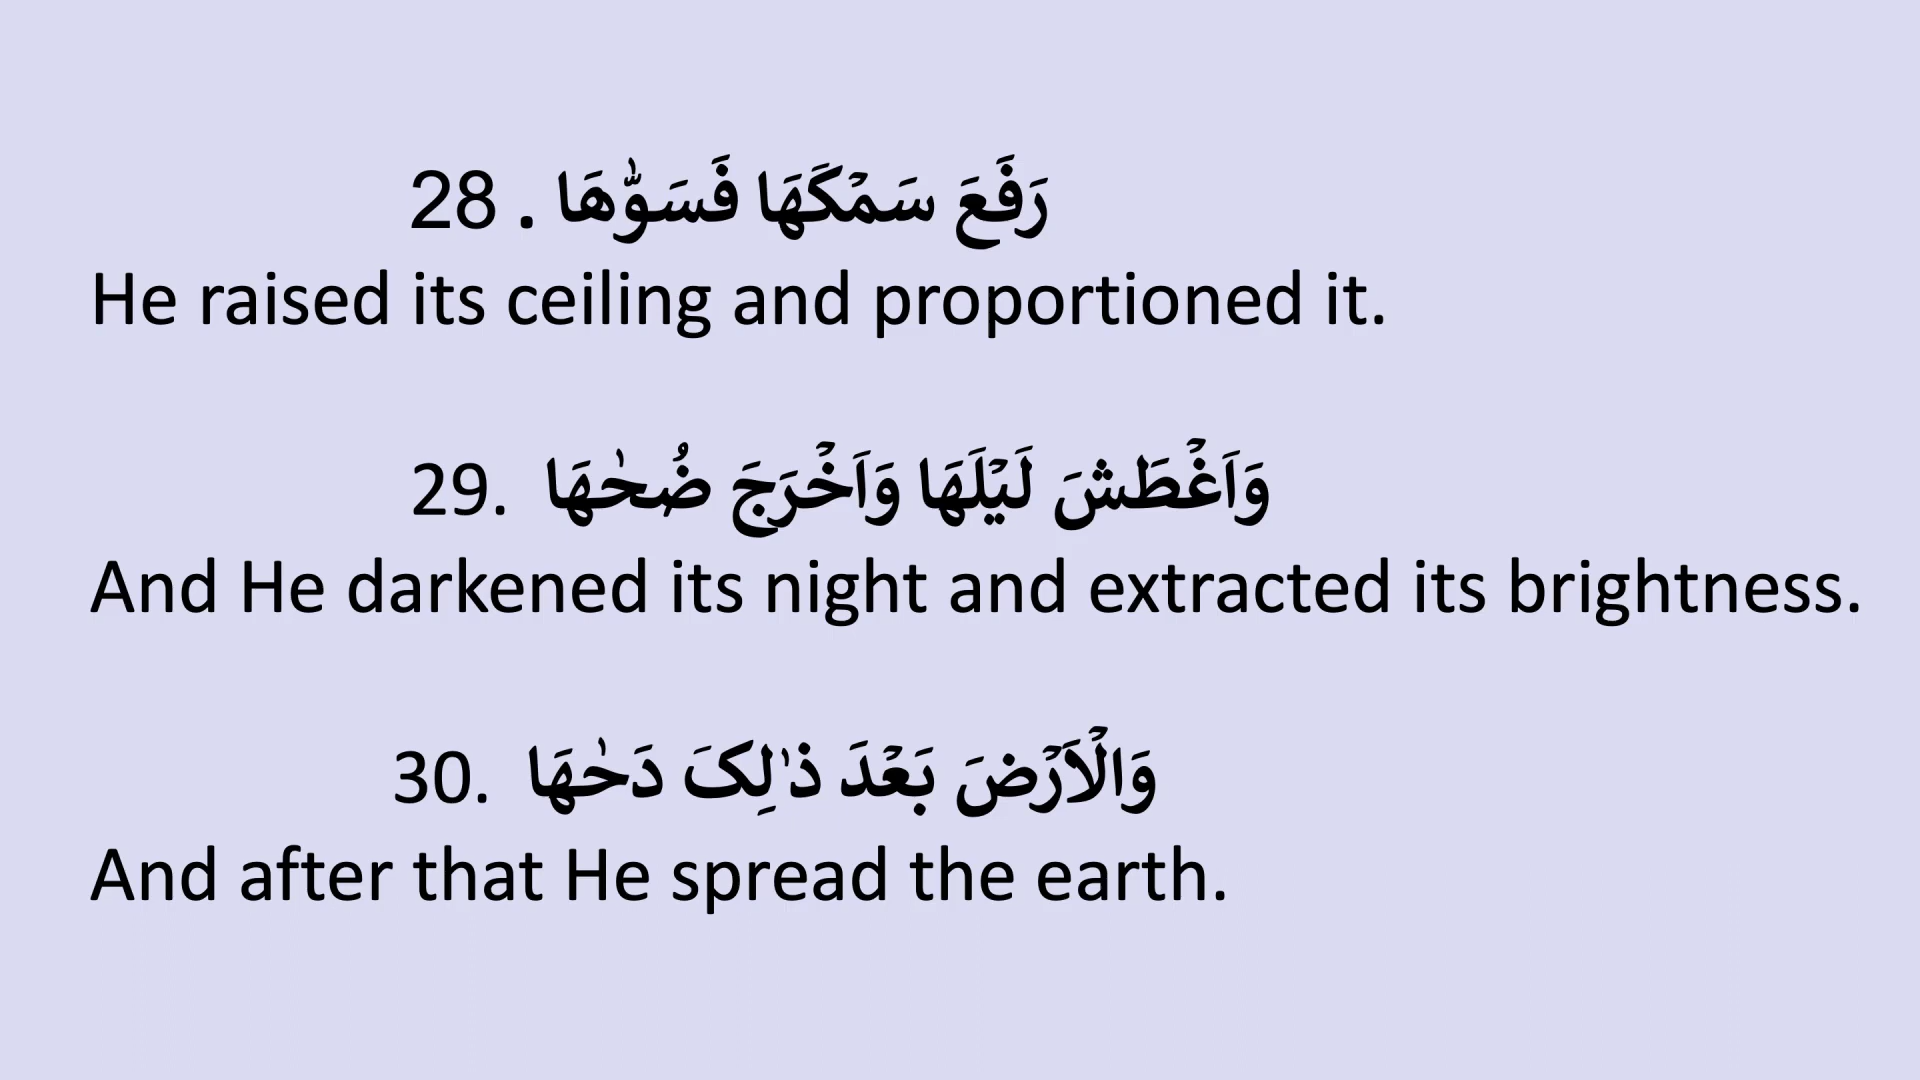 28 . رَفَعَ سَمۡکَهَا فَسَوّٰهَا
He raised its ceiling and proportioned it.
29. وَاَغۡطَشَ لَیۡلَهَا وَاَخۡرَجَ ضُحٰهَا
And He darkened its night and extracted its brightness.
30. وَالۡاَرۡضَ بَعۡدَ ذٰلِکَ دَحٰهَا
And after that He spread the earth.